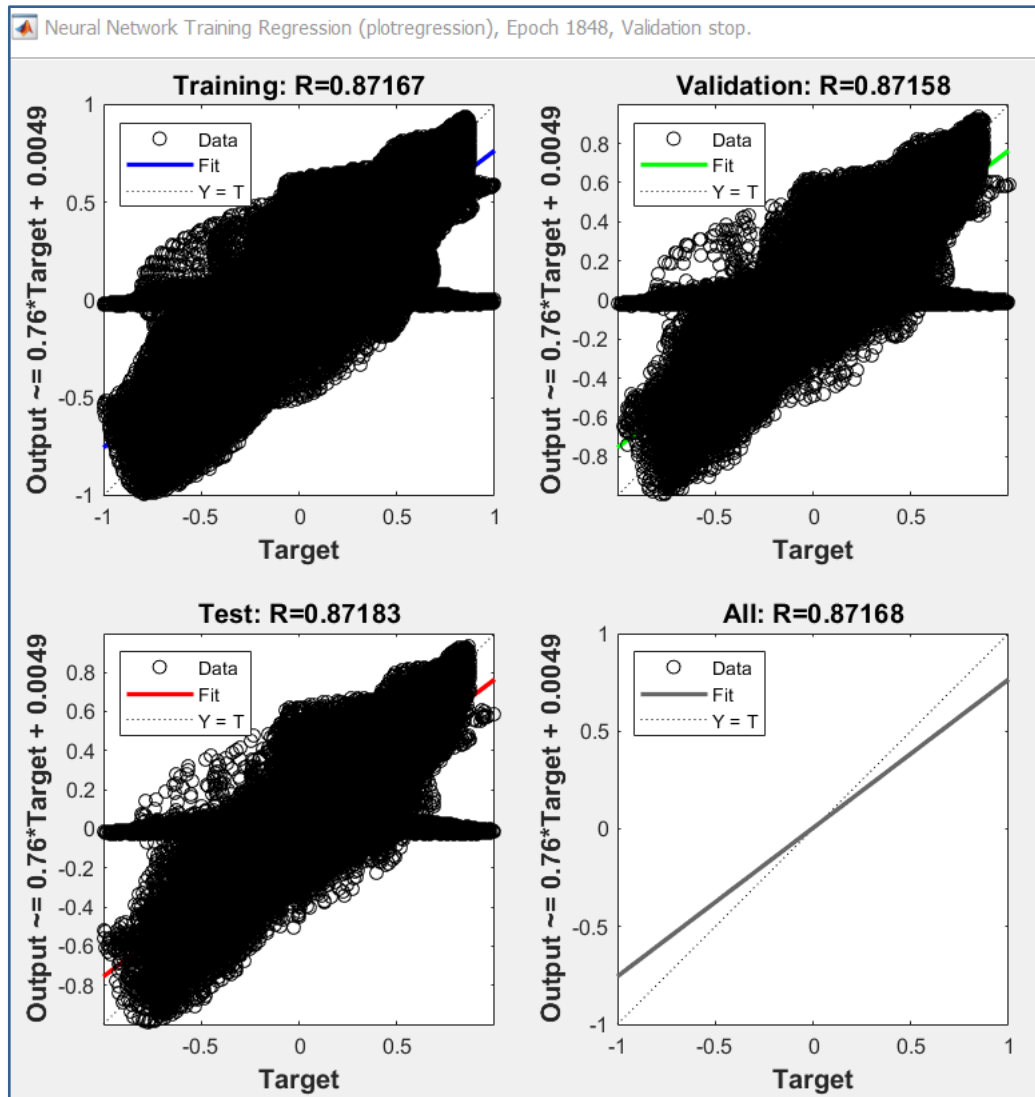 Neural Network Training Regression (plotregression), Epoch 1848, Validation stop.
Training: R=0.87167
Output ~= 0.76*Target + 0.0049
Data
Fit
Y = T
1
0.5
0
-0.5
-1
-1
-0.5
0
0.5
1
Target
Validation: R=0.87158
Output ~= 0.76*Target + 0.0049
Data
Fit
Y = T
0.8
0.6
0.4
0.2
0
-0.2
-0.4
-0.6
-0.8
-0.5
0
0.5
Target
Test: R=0.87183
Output ~= 0.76*Target + 0.0049
Data
Fit
Y = T
0.8
0.6
0.4
0.2
0
-0.2
-0.4
-0.6
-0.8
-0.5
0
0.5
Target
All: R=0.87168
Output ~= 0.76*Target + 0.0049
Data
Fit
Y = T
1
0.5
0
-0.5
-1
-1
-0.5
0
0.5
1
Target